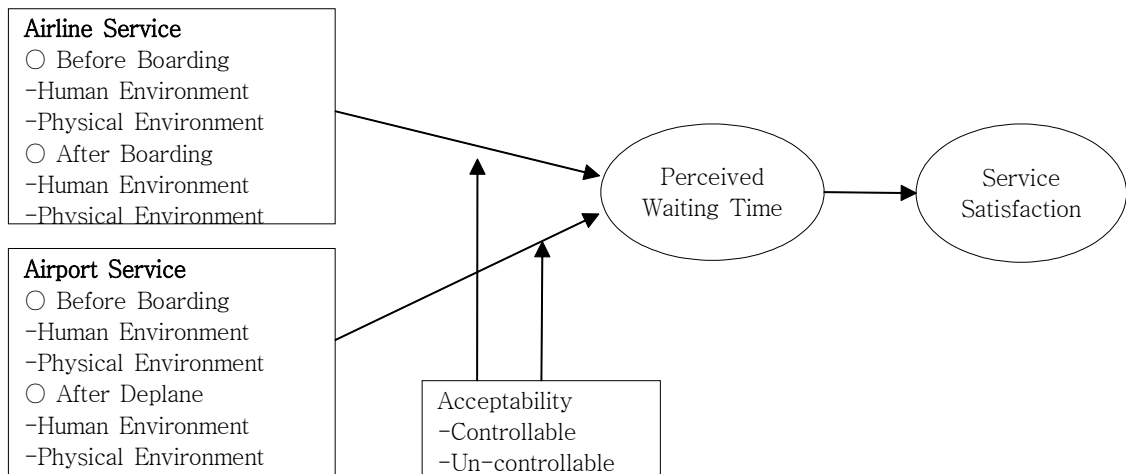 Airline Service
○ Before Boarding
-Human Environment
-Physical Environment
○ After Boarding
-Human Environment
-Physical Environment
Airport Service
○ Before Boarding
-Human Environment
-Physical Environment
○ After Deplane
-Human Environment
-Physical Environment
Acceptability
-Controllable
-Un-controllable
Perceived
Waiting Time
Service
Satisfaction